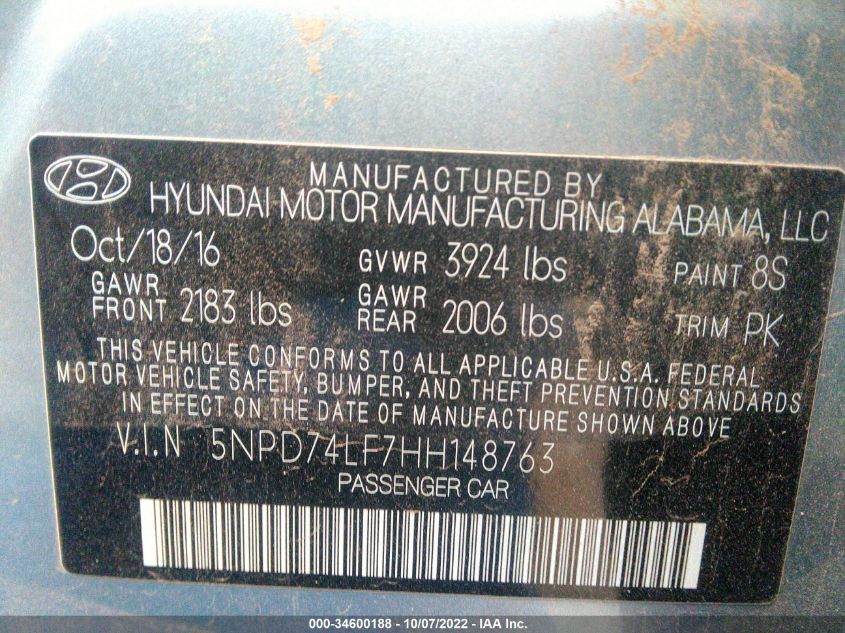 MANUFACTURED BY
HYUNDAI MOTOR MANUFACTURING ALABAMA, LLC
Oct/18/16 GVWR 3924 lbs PAINT 8S
GAWR FRONT 2183 lbs GAWR REAR 2006 lbs TRIM PK
THIS VEHICLE CONFORMS TO ALL APPLICABLE U.S.A. FEDERAL
MOTOR VEHICLE SAFETY, BUMPER, AND THEFT PREVENTION STANDARDS
IN EFFECT ON THE DATE OF MANUFACTURE SHOWN ABOVE
V.I.N 5NPD74LF7HH148763
PASSENGER CAR
000-34600188 - 10/07/2022 - IAA Inc.